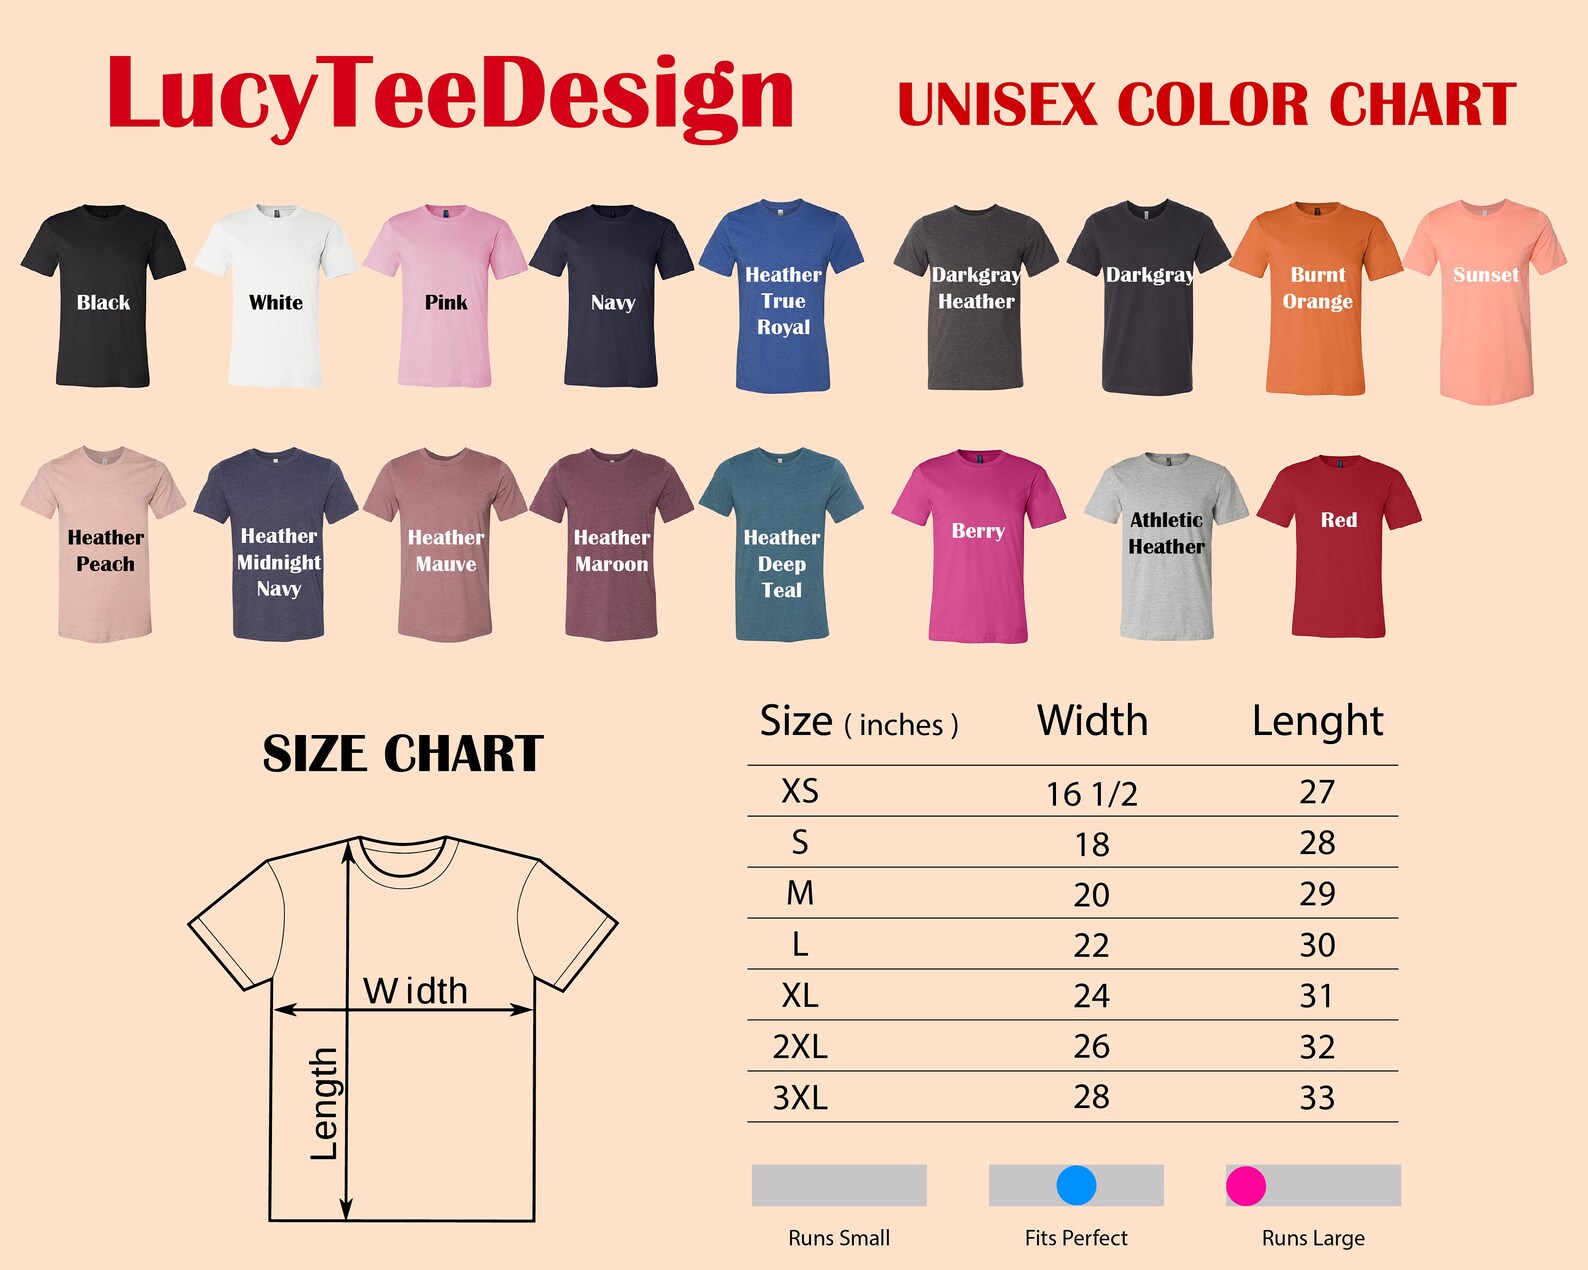 LucyTeeDesign
UNISEX COLOR CHART
Black
White
Pink
Navy
Heather
True
Royal
Darkgray
Heather
Darkgray
Burnt
Orange
Sunset
Heather
Peach
Heather
Midnight
Navy
Heather
Mauve
Heather
Maroon
Heather
Deep
Teal
Berry
Athletic
Heather
Red
SIZE CHART
Width
Length
Size ( inches ) Width Lenght
XS 16 1/2 27
S 18 28
M 20 29
L 22 30
XL 24 31
2XL 26 32
3XL 28 33
Runs Small
Fits Perfect
Runs Large